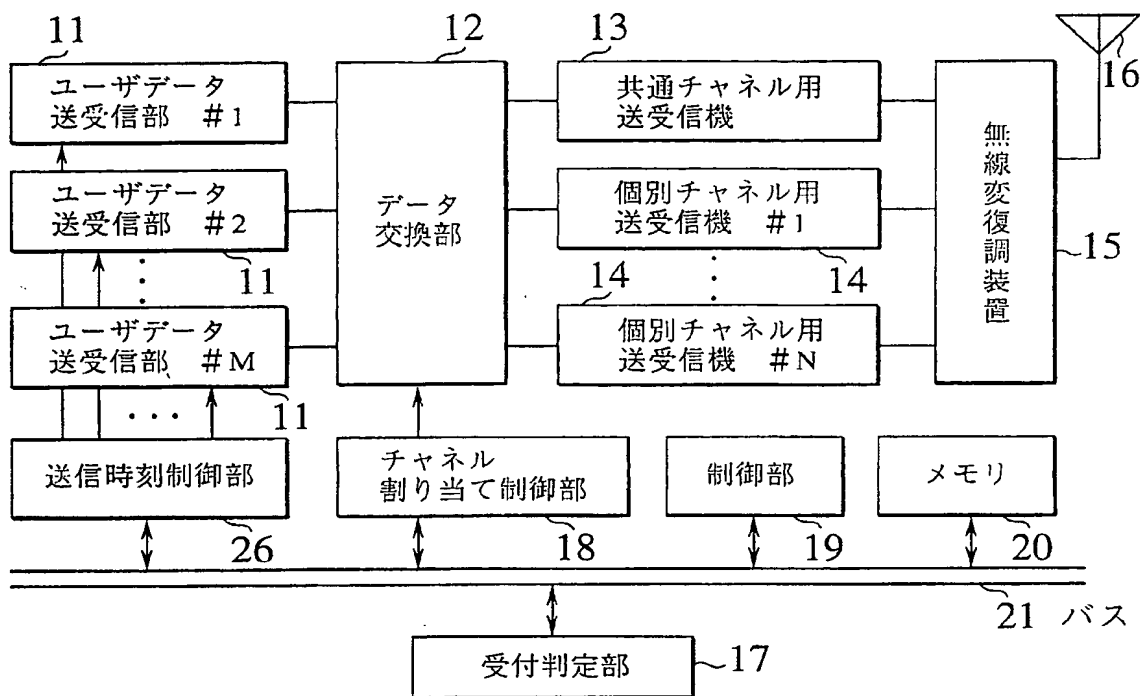 11
ユーザデータ
送受信部 #1
ユーザデータ
送受信部 #2
11
ユーザデータ
送受信部 #M
11
送信時刻制御部
26
12
データ
交換部
チャネル
割り当て制御部
18
13
共通チャネル用
送受信機
個別チャネル用
送受信機 #1
14
14
個別チャネル用
送受信機 #N
無線変復調装置
15
16
制御部
19
メモリ
20
21 バス
受付判定部
17